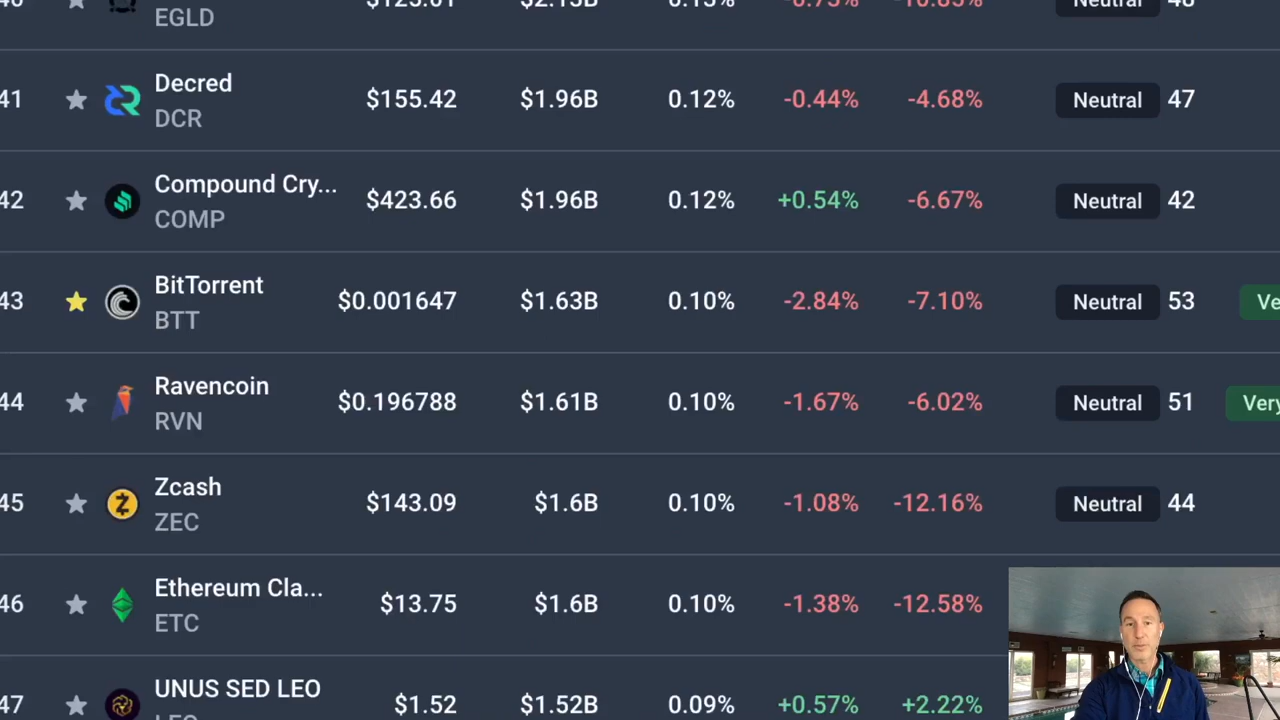 EGLD
41 Decred DCR $155.42 $1.96B 0.12% -0.44% -4.68% Neutral 47
42 Compound Cry... COMP $423.66 $1.96B 0.12% +0.54% -6.67% Neutral 42
43 BitTorrent BTT $0.001647 $1.63B 0.10% -2.84% -7.10% Neutral 53 Ve
44 Ravencoin RVN $0.196788 $1.61B 0.10% -1.67% -6.02% Neutral 51 Very
45 Zcash ZEC $143.09 $1.6B 0.10% -1.08% -12.16% Neutral 44
46 Ethereum Cla... ETC $13.75 $1.6B 0.10% -1.38% -12.58%
47 UNUS SED LEO $1.52 $1.52B 0.09% +0.57% +2.22%